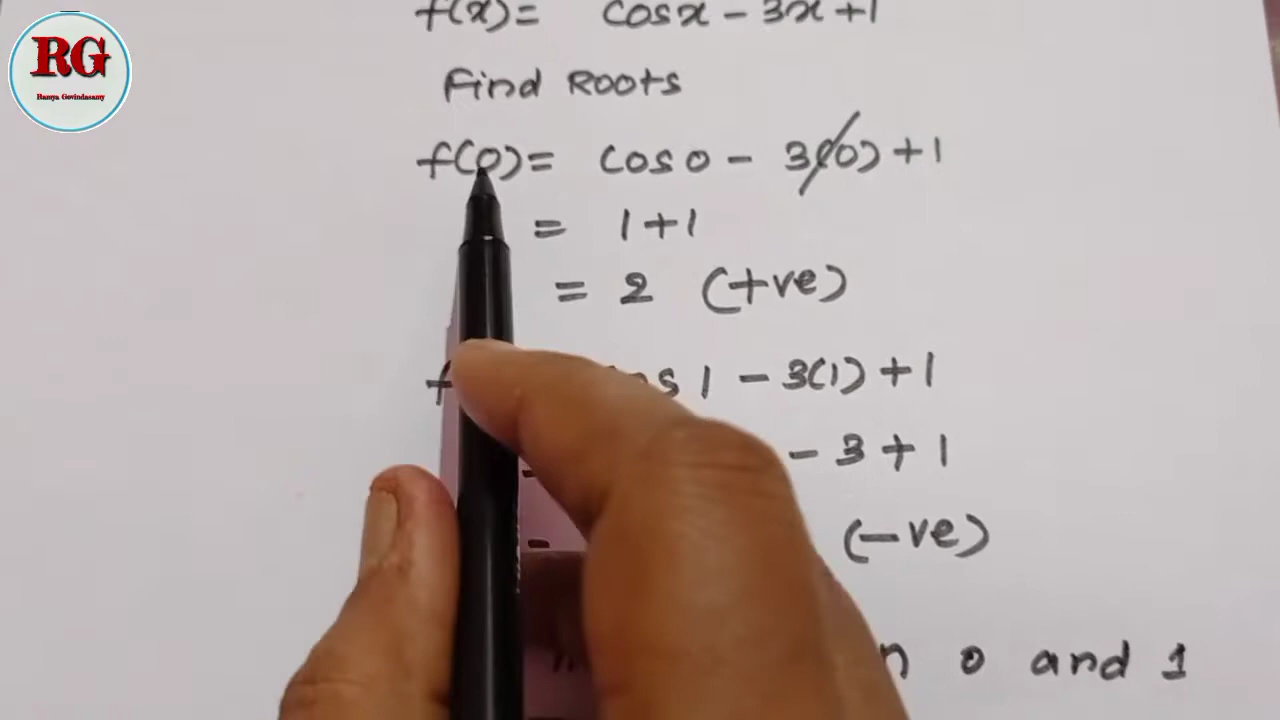 RG
Ramya Govindasamy
f(x) = cosx - 3x + 1
Find Roots
f(0) = cos 0 - 3(0) + 1
= 1 + 1
= 2 (+ve)
1 - 3(1) + 1
- 3 + 1
(-ve)
0 and 1